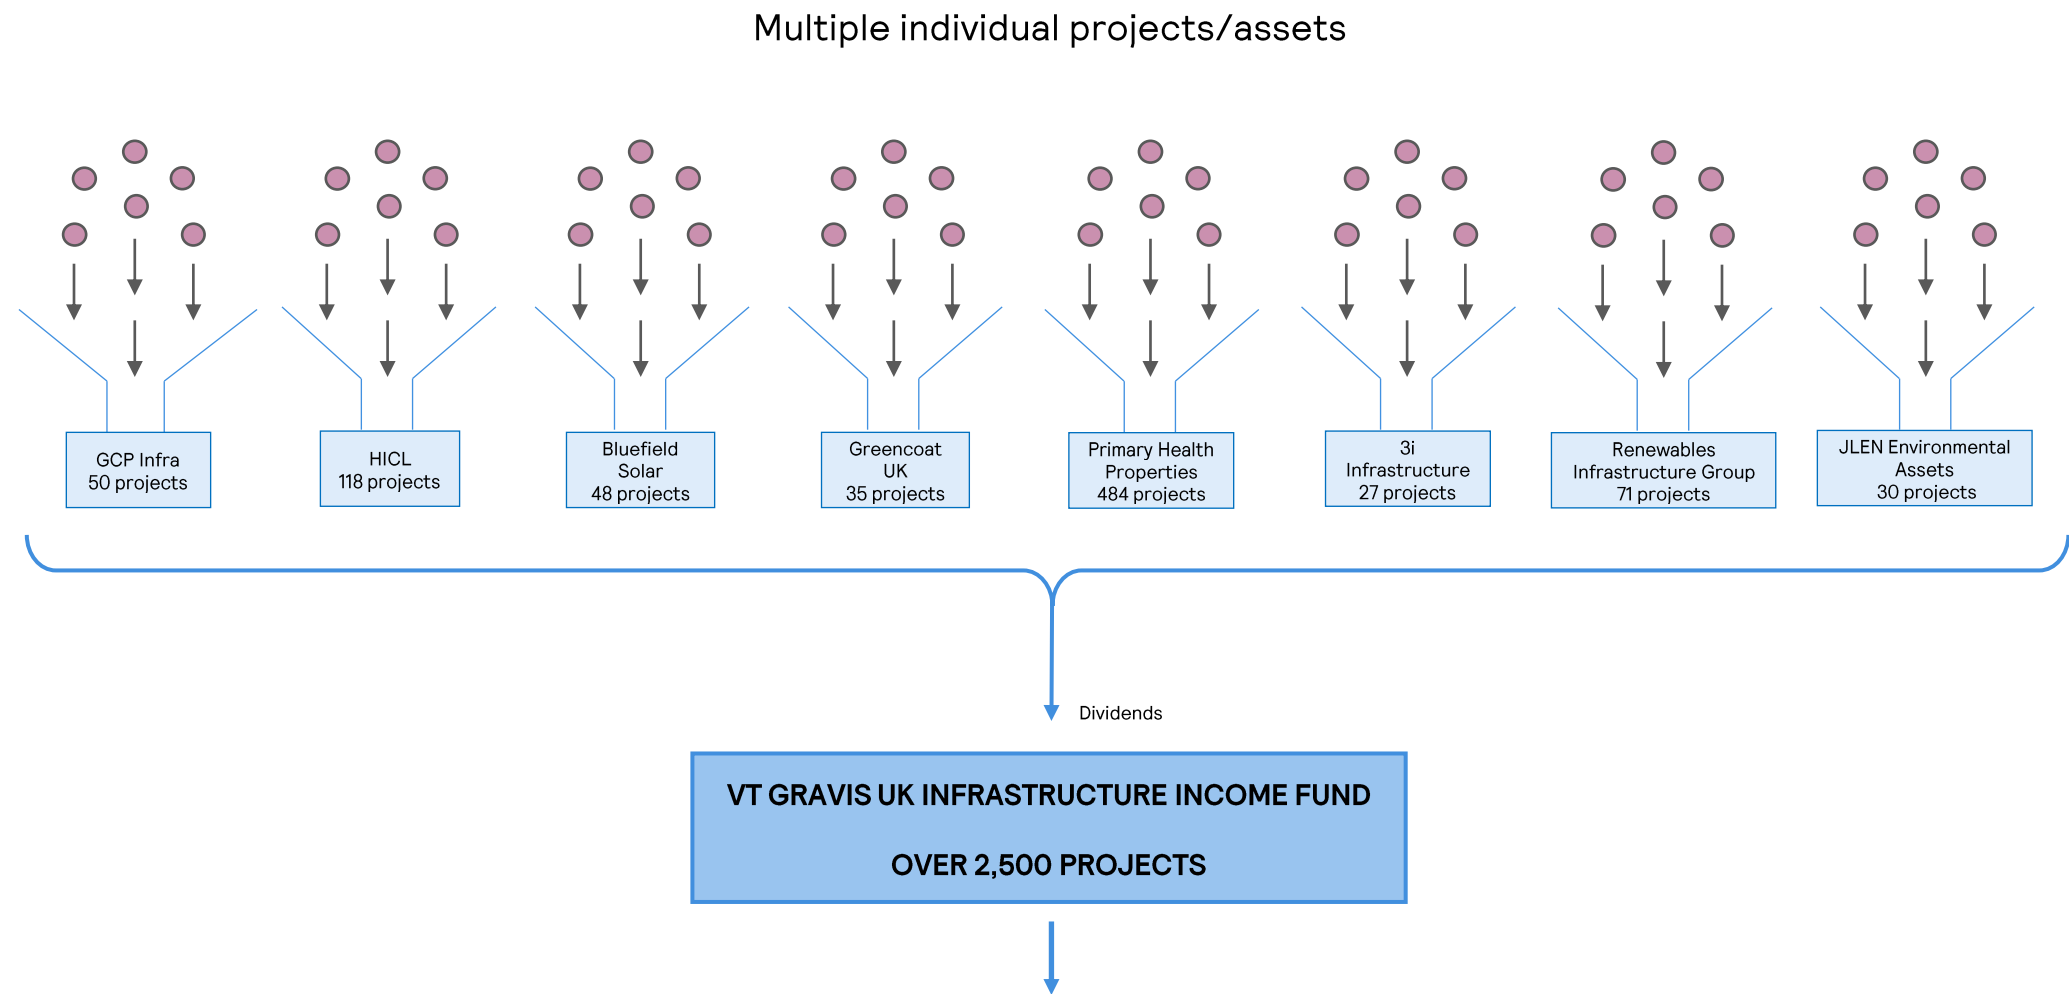 Multiple individual projects/assets
GCP Infra
50 projects
HICL
118 projects
Bluefield
Solar
48 projects
Greencoat
UK
35 projects
Primary Health
Properties
484 projects
3i
Infrastructure
27 projects
Renewables
Infrastructure Group
71 projects
JLEN Environmental
Assets
30 projects
Dividends
VT GRAVIS UK INFRASTRUCTURE INCOME FUND
OVER 2,500 PROJECTS